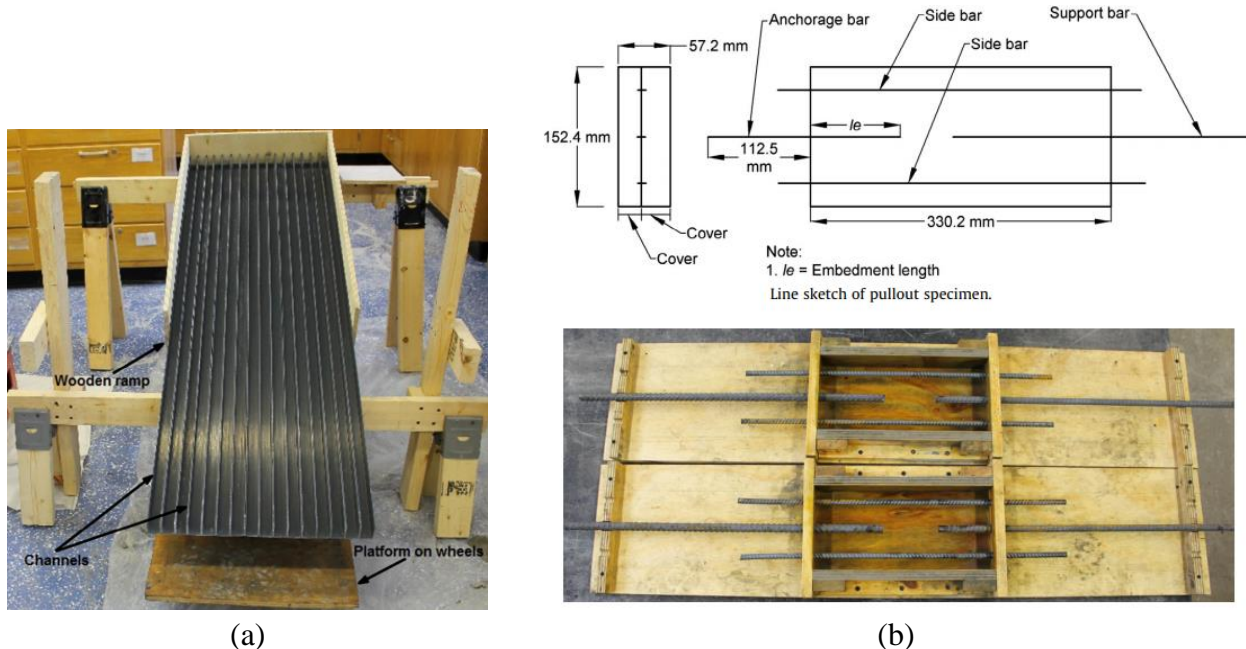 Wooden ramp
Channels
Platform on wheels
(a)
Anchorage bar
Side bar
Side bar
Support bar
57.2 mm
152.4 mm
le
112.5
mm
330.2 mm
Cover
Cover
Note:
1. le = Embedment length
Line sketch of pullout specimen.
(b)